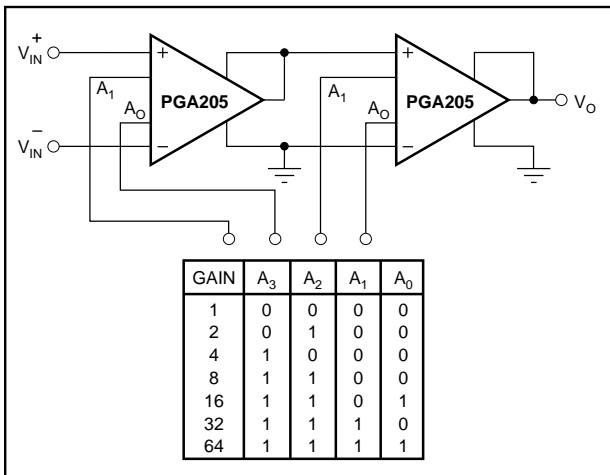 V+IN
A1
AO
PGA205
+
–
A1
AO
PGA205
+
–
VO
V–IN
GAIN A3 A2 A1 A0
1 0 0 0 0
2 0 1 0 0
4 1 0 0 0
8 1 1 0 0
16 1 1 0 1
32 1 1 1 0
64 1 1 1 1